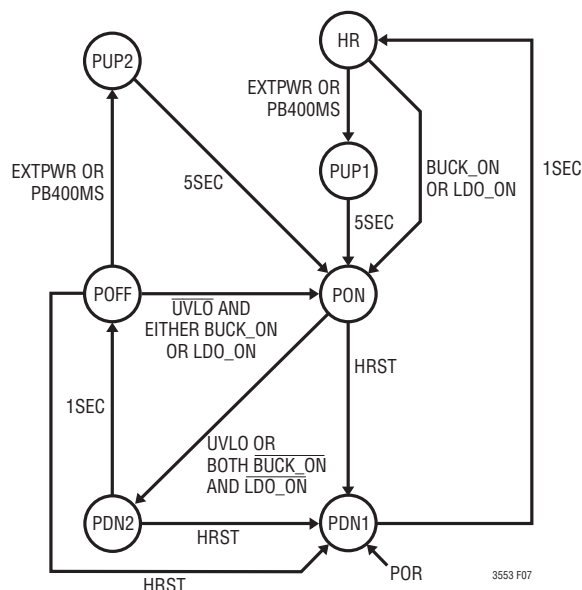 HR
PUP2
EXTPWR OR
PB400MS
PUP1
BUCK_ON
OR LDO_ON
1SEC
EXTPWR OR
PB400MS
5SEC
5SEC
POFF
PON
UVLO AND
EITHER BUCK_ON
OR LDO_ON
HRST
1SEC
UVLO OR
BOTH BUCK_ON
AND LDO_ON
PDN2
PDN1
HRST
HRST
POR
3553 F07